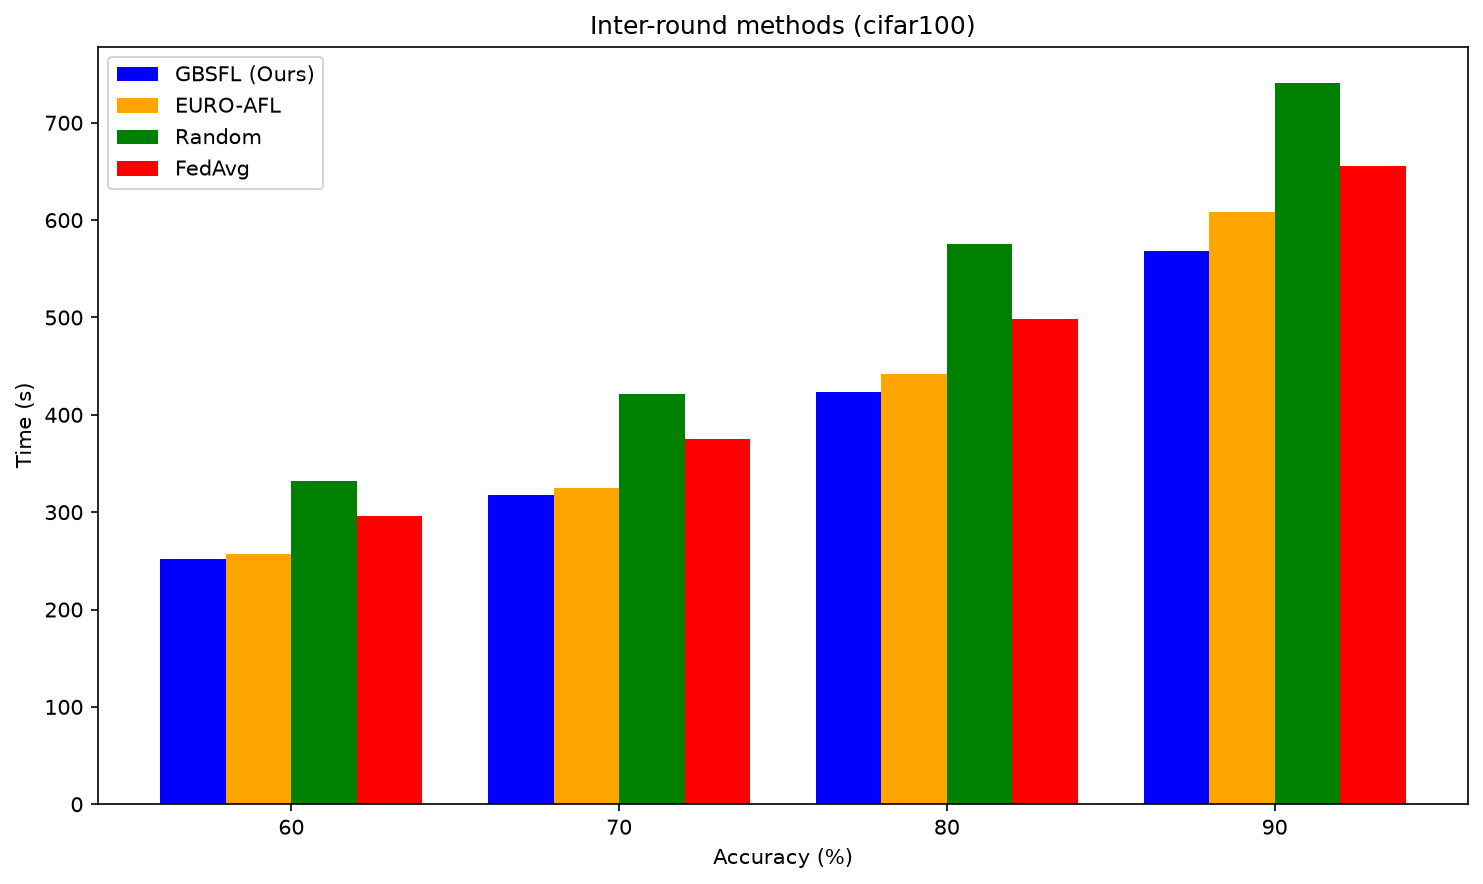 Inter-round methods (cifar100)
GBSFL (Ours)
EURO-AFL
Random
FedAvg
Time (s)
700
600
500
400
300
200
100
0
60 70 80 90
Accuracy (%)